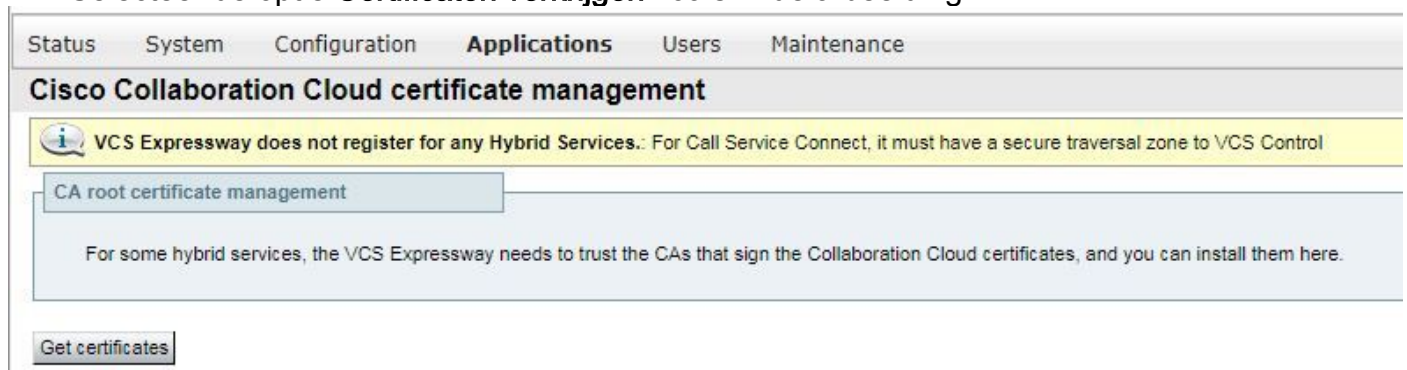 Certificaten verkrijgen
Status System Configuration Applications Users Maintenance
Cisco Collaboration Cloud certificate management
VCS Expressway does not register for any Hybrid Services.: For Call Service Connect, it must have a secure traversal zone to VCS Control
CA root certificate management
For some hybrid services, the VCS Expressway needs to trust the CAs that sign the Collaboration Cloud certificates, and you can install them here.
Get certificates